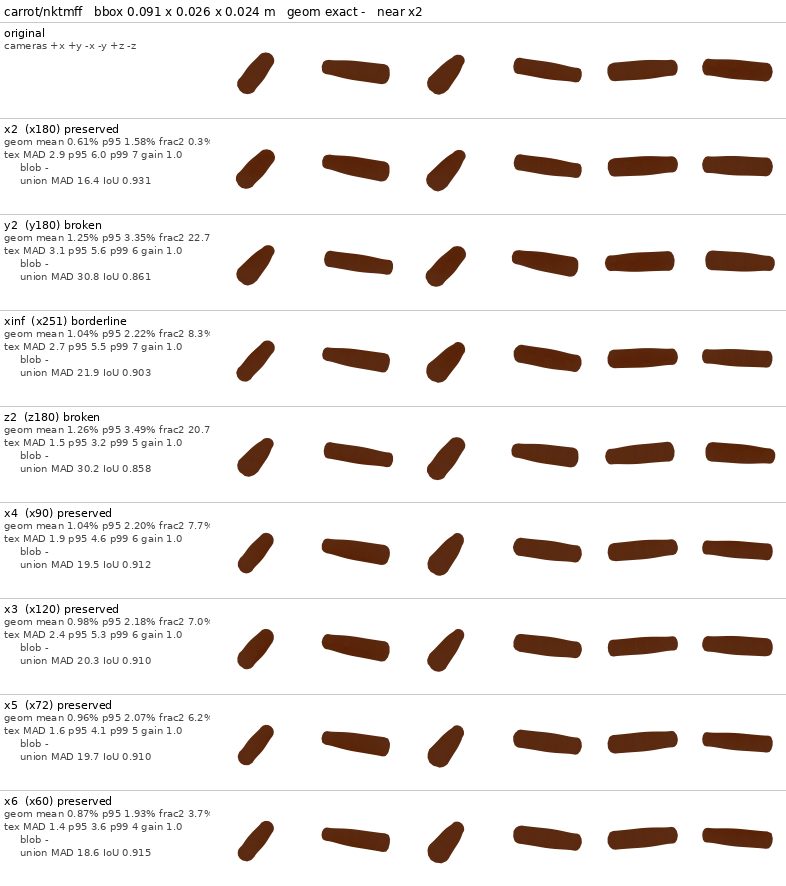 carrot/nktmff bbox 0.091 x 0.026 x 0.024 m geom exact - near x2
original
cameras +x +y -x -y +z -z
x2 (x180) preserved
geom mean 0.61% p95 1.58% frac2 0.3%
tex MAD 2.9 p95 6.0 p99 7 gain 1.0
blob -
union MAD 16.4 IoU 0.931
y2 (y180) broken
geom mean 1.25% p95 3.35% frac2 22.7
tex MAD 3.1 p95 5.6 p99 6 gain 1.0
blob -
union MAD 30.8 IoU 0.861
xinf (x251) borderline
geom mean 1.04% p95 2.22% frac2 8.3%
tex MAD 2.7 p95 5.5 p99 7 gain 1.0
blob -
union MAD 21.9 IoU 0.903
z2 (z180) broken
geom mean 1.26% p95 3.49% frac2 20.7
tex MAD 1.5 p95 3.2 p99 5 gain 1.0
blob -
union MAD 30.2 IoU 0.858
x4 (x90) preserved
geom mean 1.04% p95 2.20% frac2 7.7%
tex MAD 1.9 p95 4.6 p99 6 gain 1.0
blob -
union MAD 19.5 IoU 0.912
x3 (x120) preserved
geom mean 0.98% p95 2.18% frac2 7.0%
tex MAD 2.4 p95 5.3 p99 6 gain 1.0
blob -
union MAD 20.3 IoU 0.910
x5 (x72) preserved
geom mean 0.96% p95 2.07% frac2 6.2%
tex MAD 1.6 p95 4.1 p99 5 gain 1.0
blob -
union MAD 19.7 IoU 0.910
x6 (x60) preserved
geom mean 0.87% p95 1.93% frac2 3.7%
tex MAD 1.4 p95 3.6 p99 4 gain 1.0
blob -
union MAD 18.6 IoU 0.915